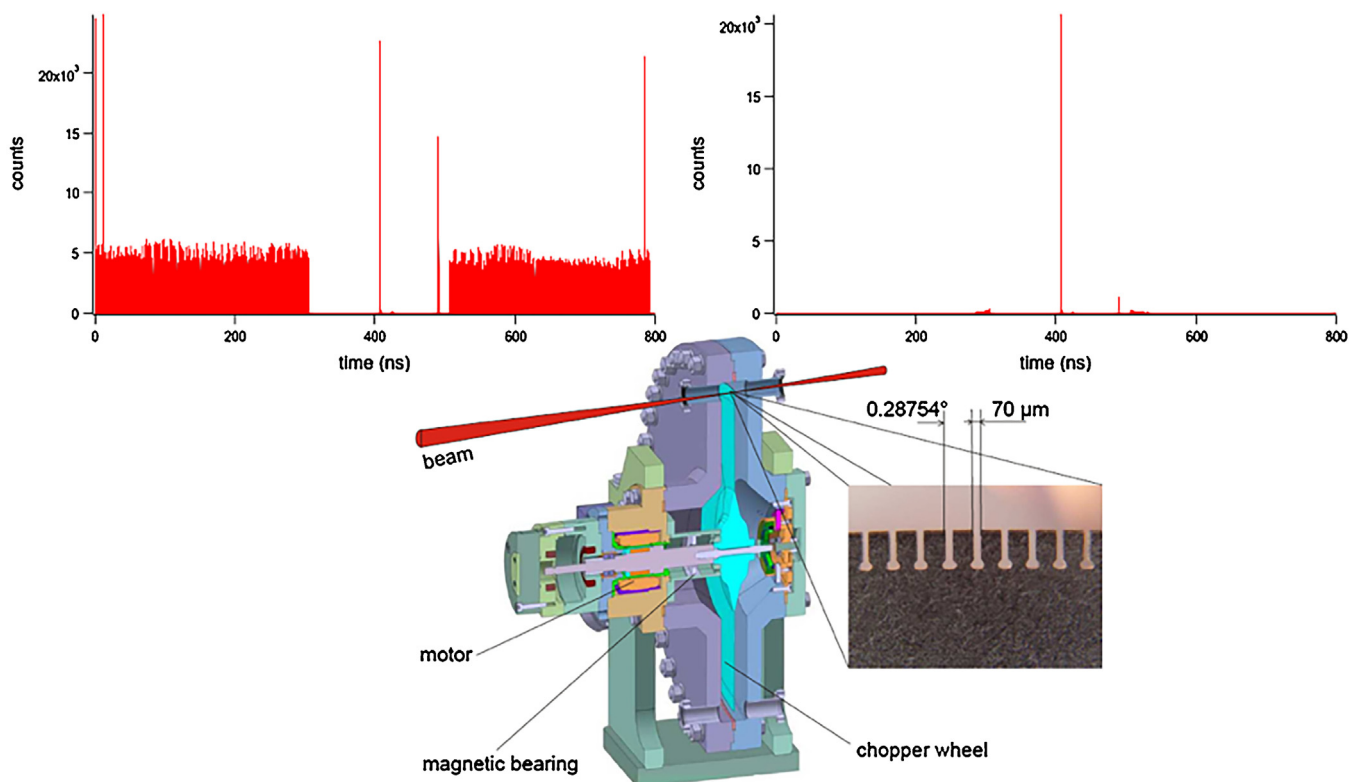 20x10³
15
10
5
0
counts
0
200
400
600
800
time (ns)
20x10³
15
10
5
0
counts
0
200
400
600
800
time (ns)
beam
0.28754°
70 µm
motor
magnetic bearing
chopper wheel